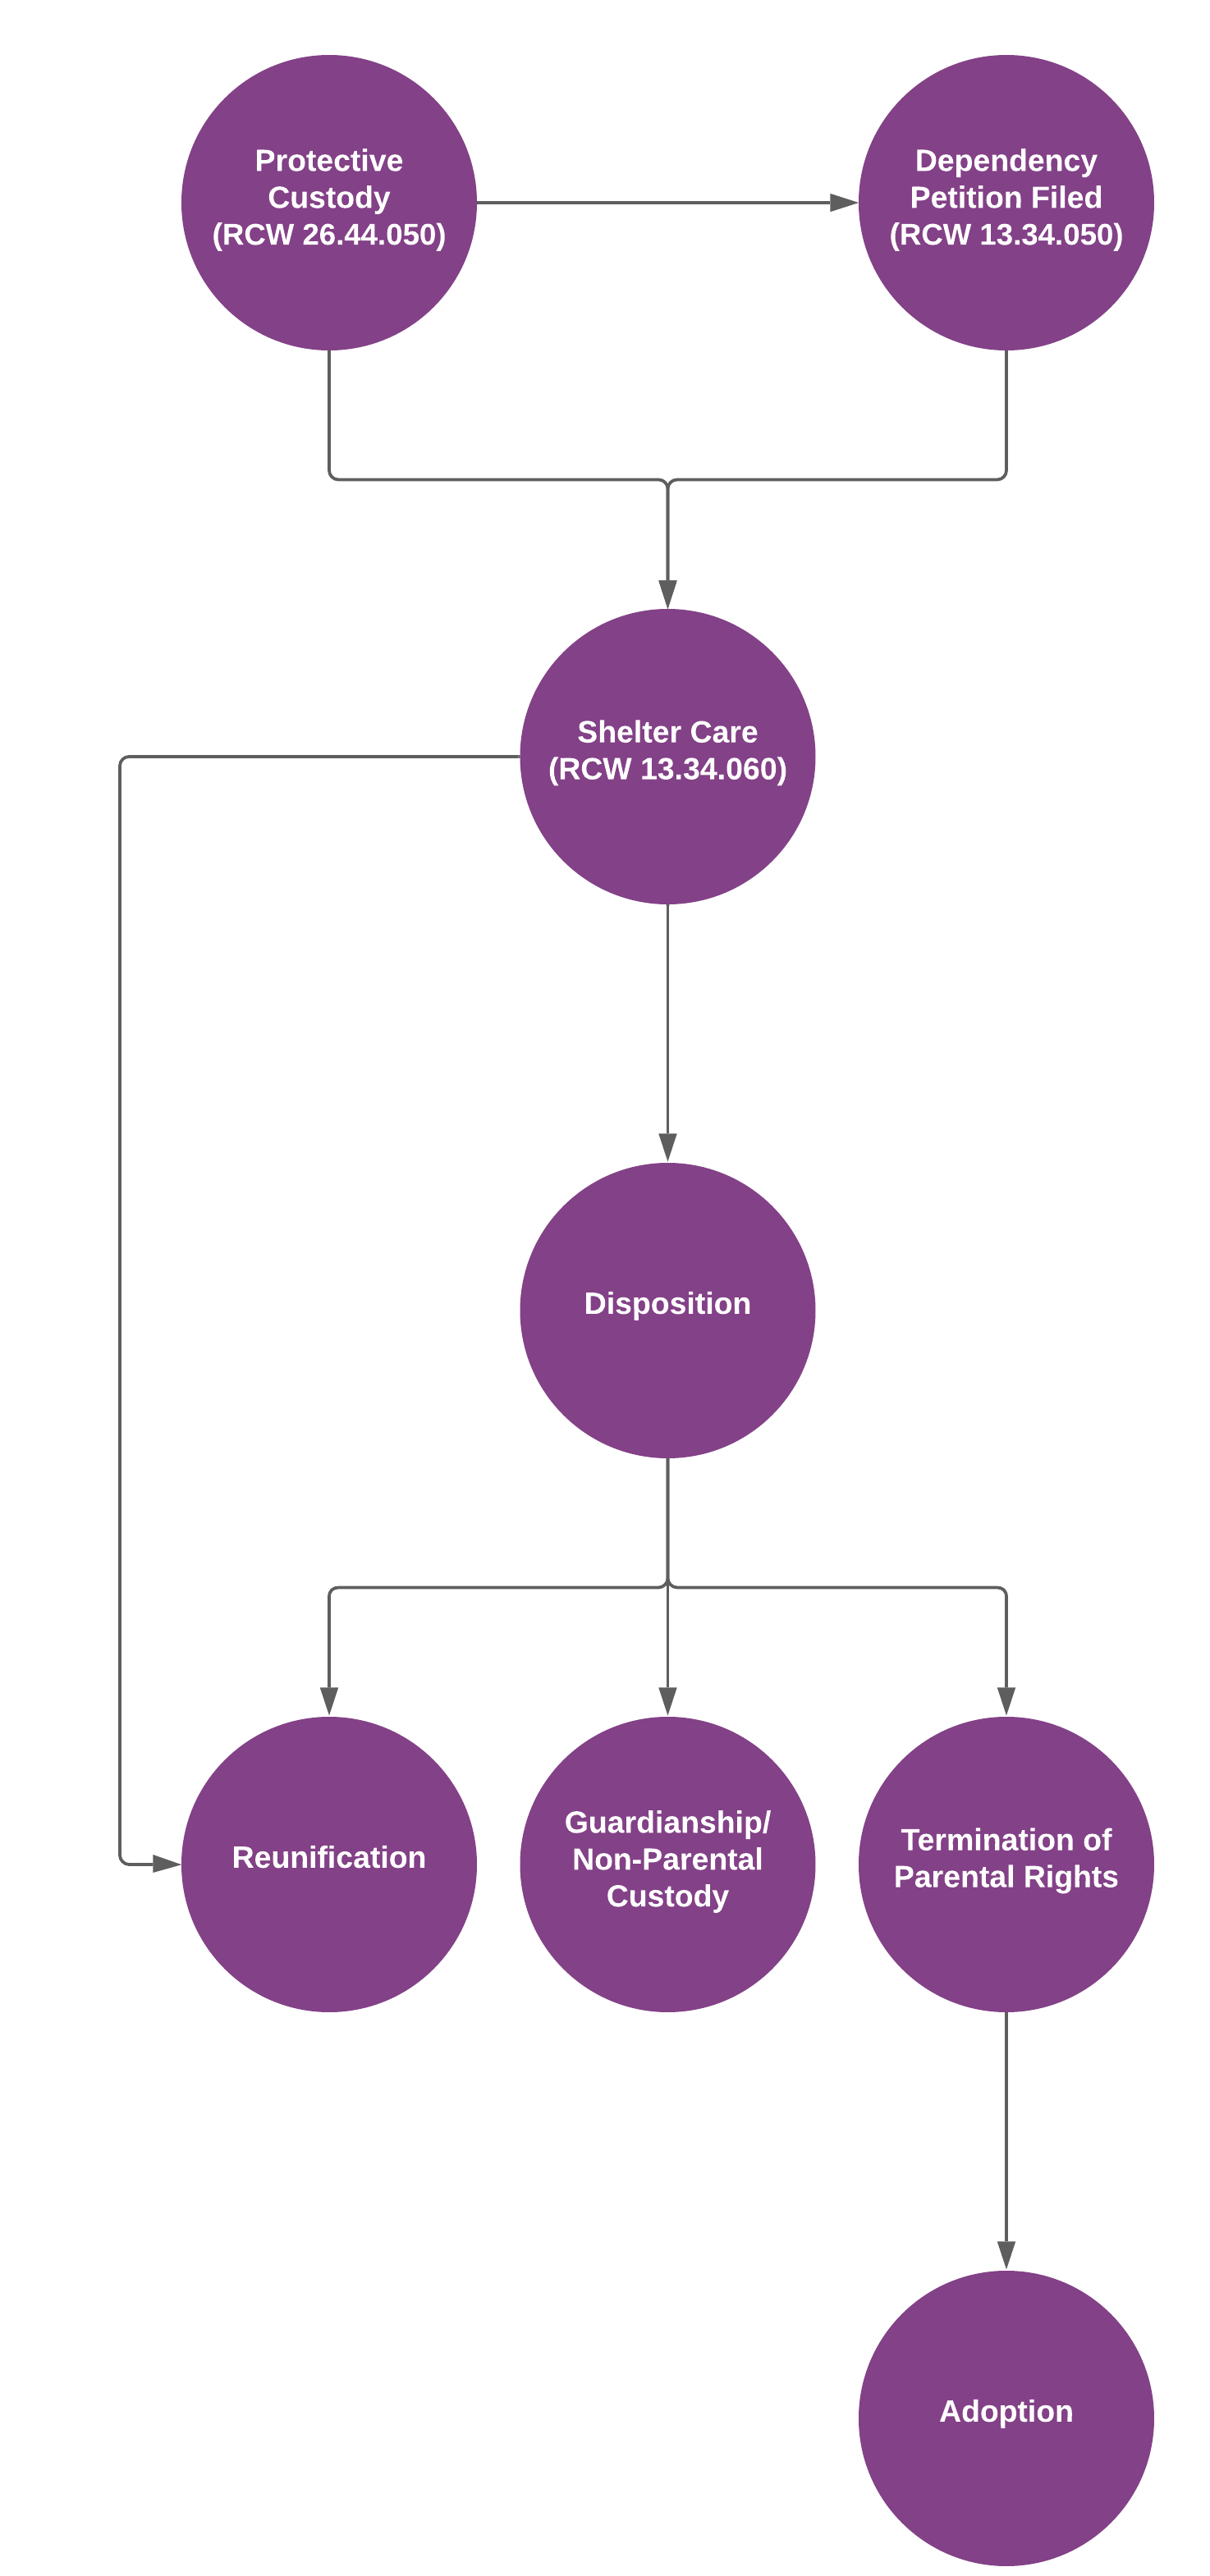 Protective
Custody
(RCW 26.44.050)
Dependency
Petition Filed
(RCW 13.34.050)
Shelter Care
(RCW 13.34.060)
Disposition
Reunification
Guardianship/
Non-Parental
Custody
Termination of
Parental Rights
Adoption